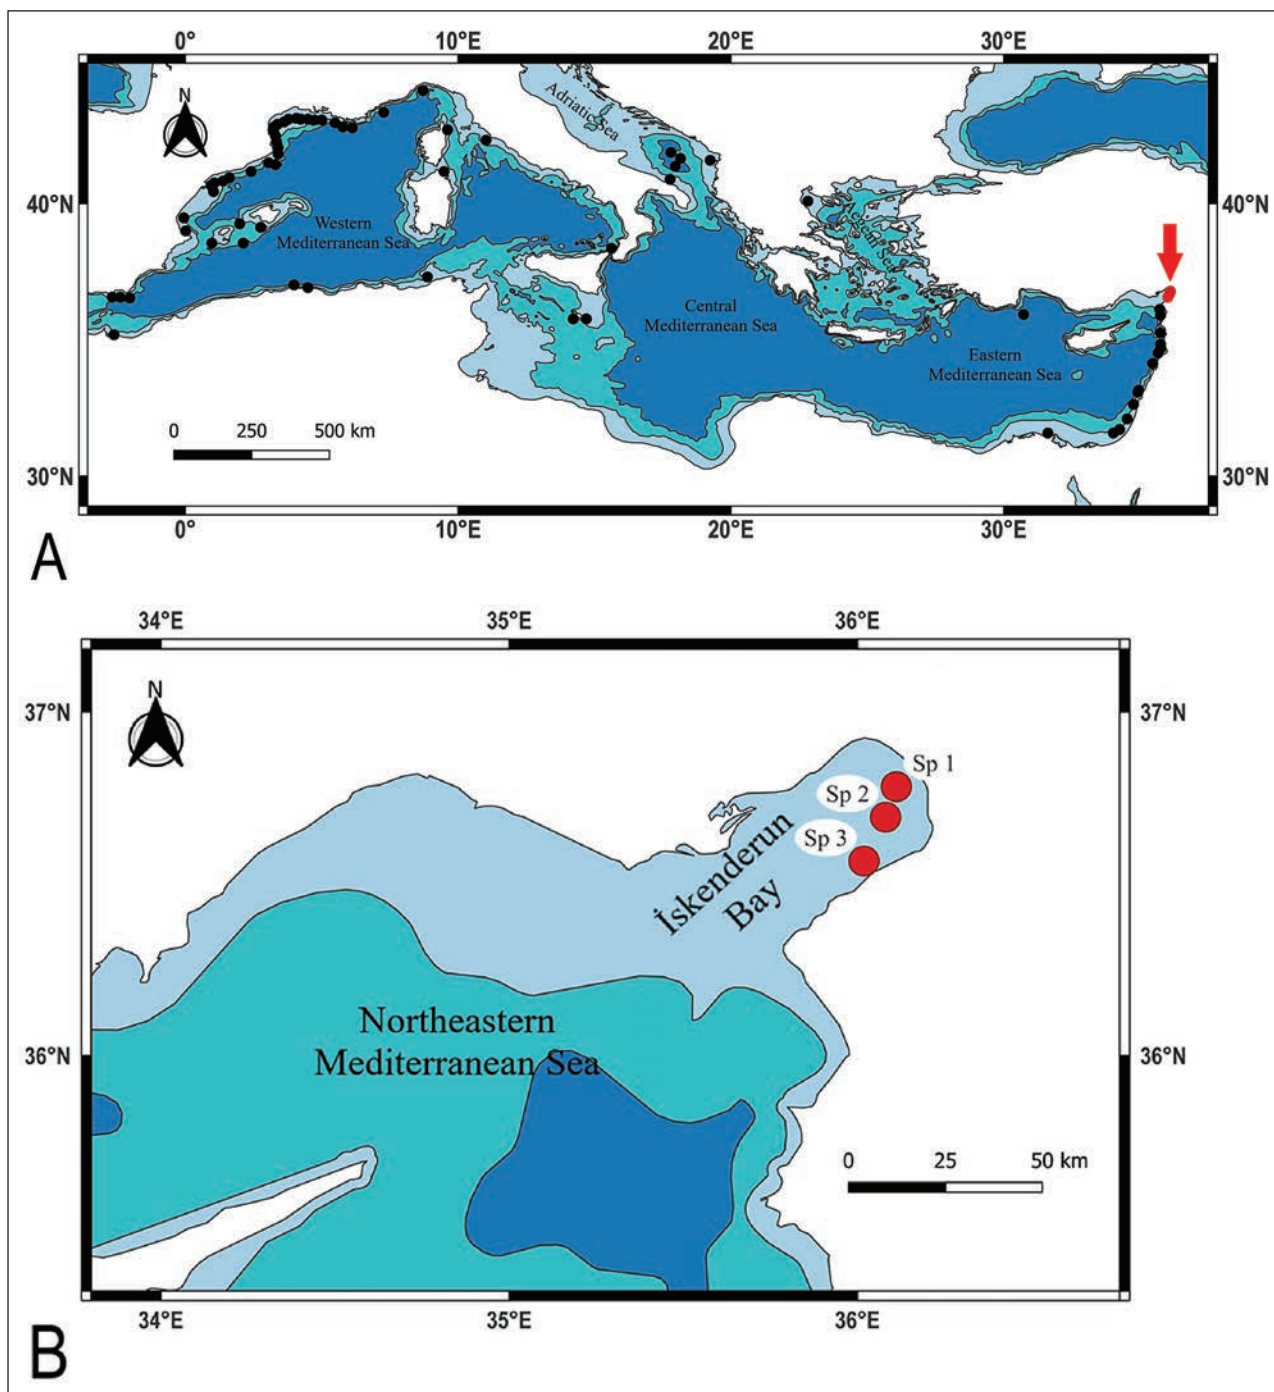 0° 10°E 20°E 30°E
N
Adriatic Sea
40°N 40°N
Aegean
Western
Mediterranean Sea
Central
Mediterranean Sea
Eastern
Mediterranean Sea
0 250 500 km
30°N 30°N
0° 10°E 20°E 30°E
A
34°E 35°E 36°E
N
37°N 37°N
Sp 1
Sp 2
Sp 3
İskenderun
Bay
Northeastern
Mediterranean Sea
36°N 36°N
0 25 50 km
34°E 35°E 36°E
B